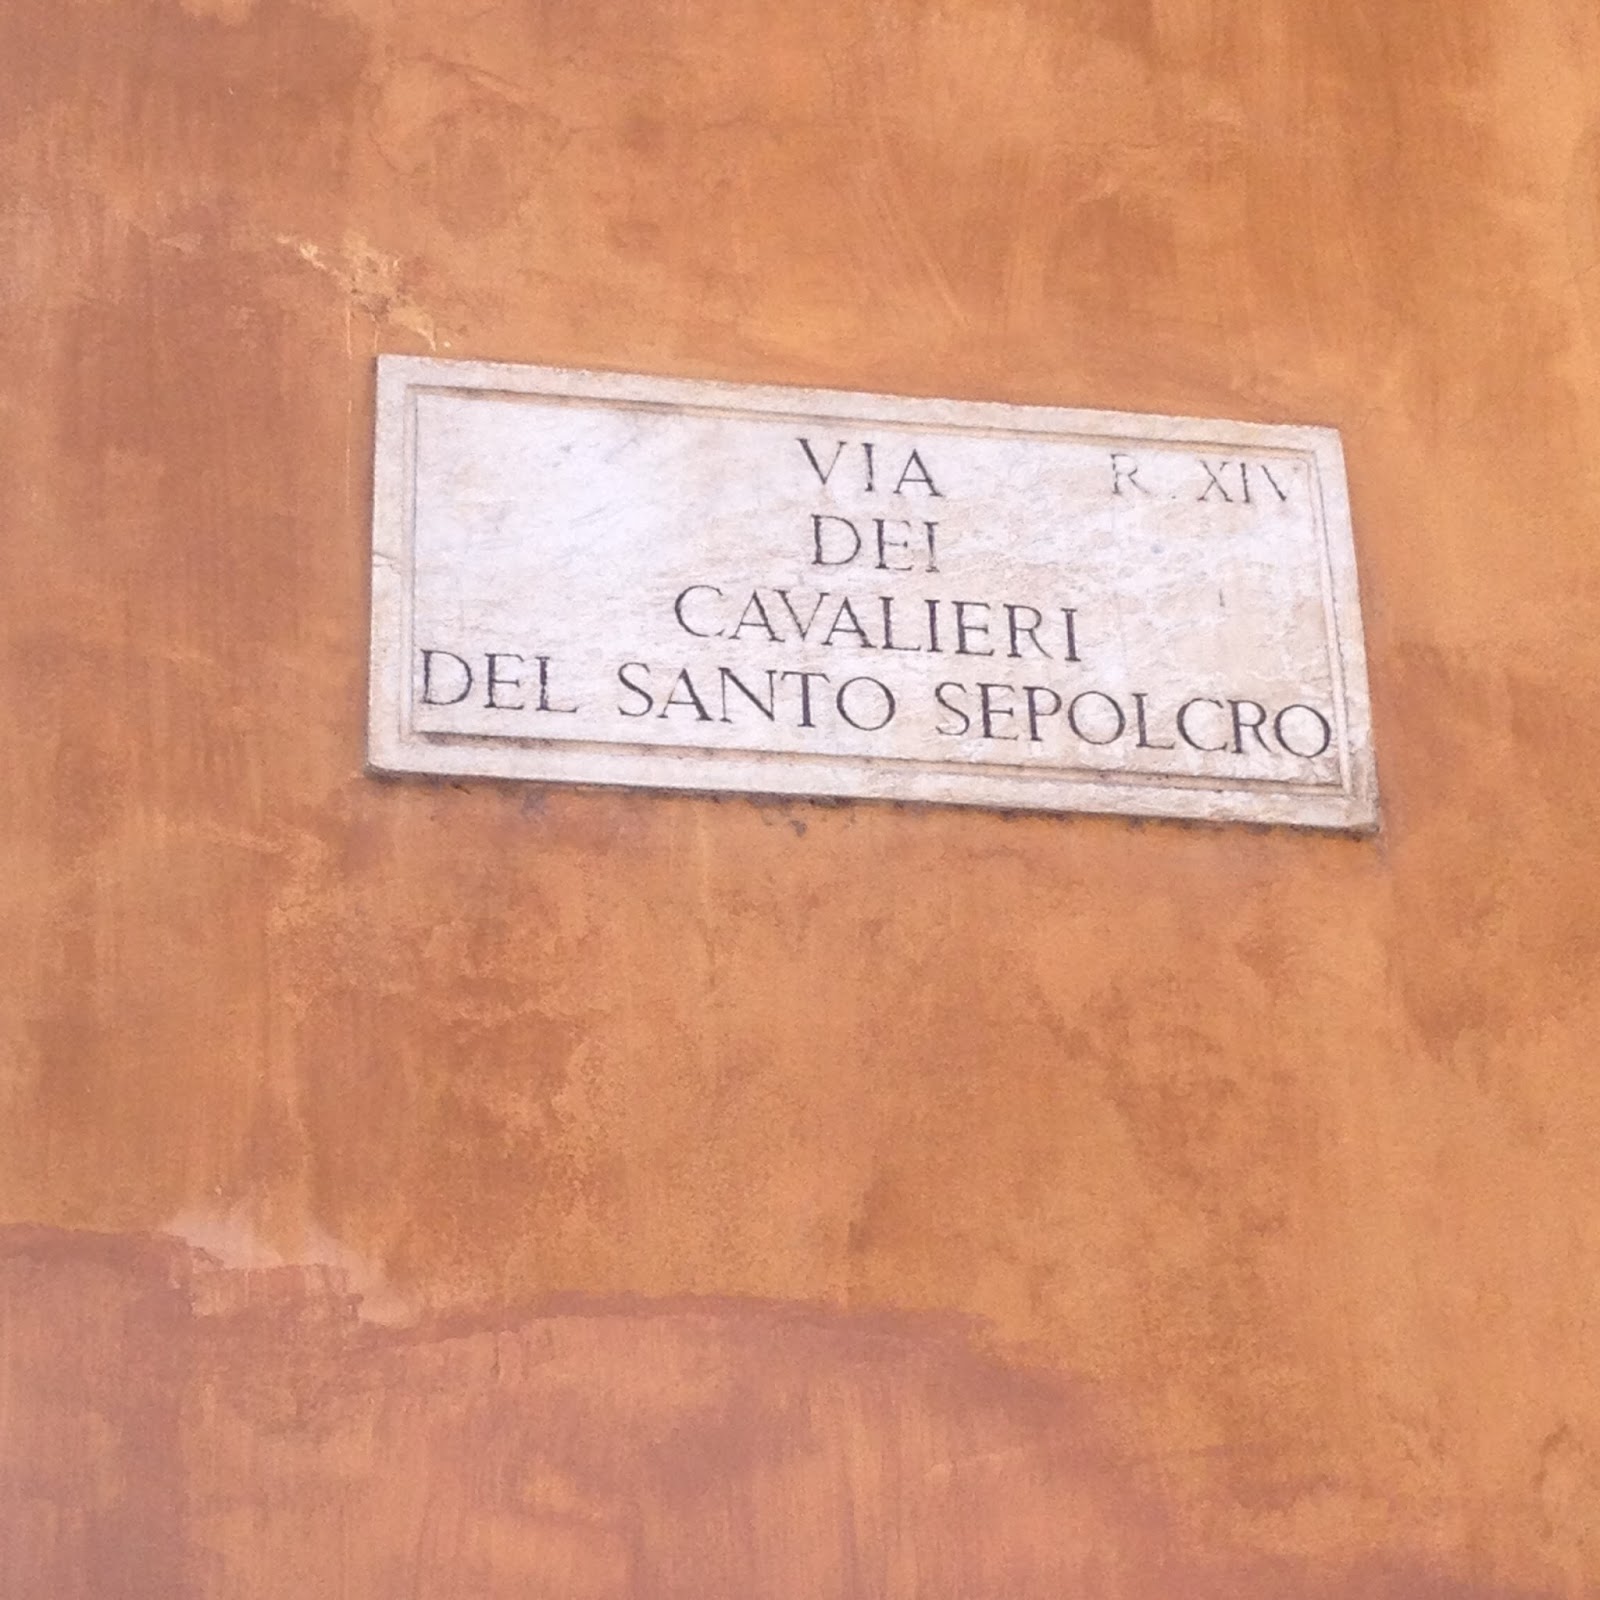 VIA R. XIV
DEI
CAVALIERI
DEL SANTO SEPOLCRO